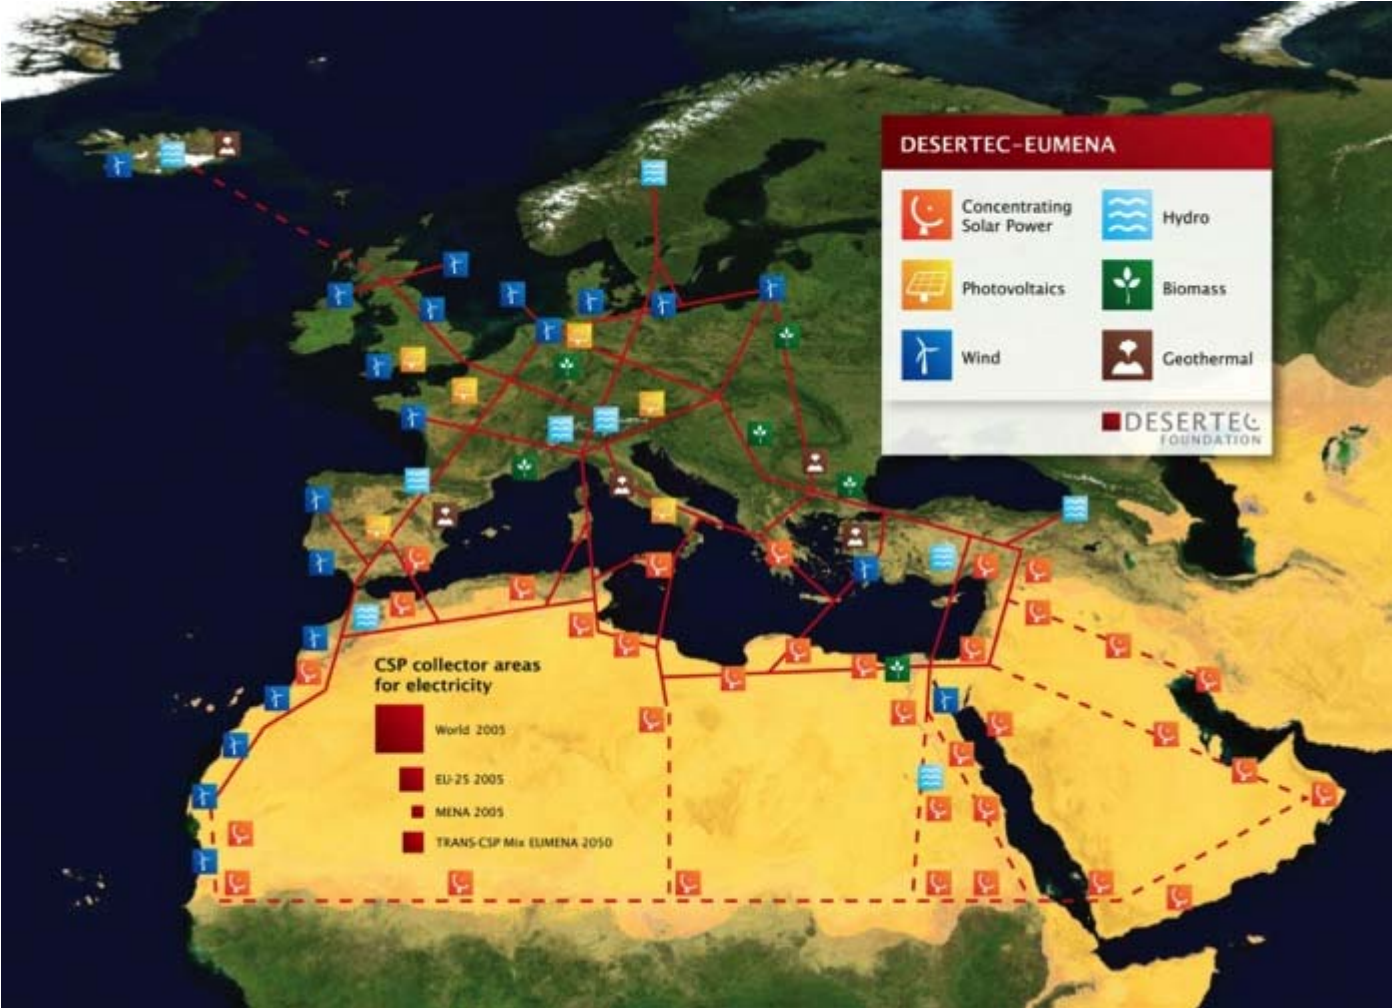 DESERTEC-EUMENA
Concentrating
Solar Power
Hydro
Photovoltaics
Biomass
Wind
Geothermal
DESERTEC
FOUNDATION
CSP collector areas
for electricity
World 2005
EU-25 2005
MENA 2005
TRANS-CSP Mix EUMENA 2050